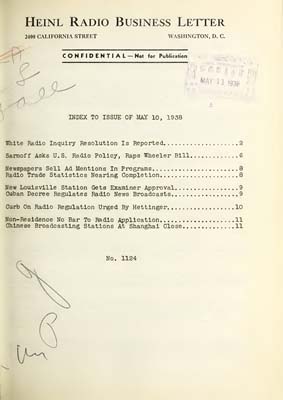 HEINL RADIO BUSINESS LETTER
2400 CALIFORNIA STREET WASHINGTON, D. C.
CONFIDENTIAL—Not for Publication
MAY 13 1938
INDEX TO ISSUE OF MAY 10, 1938
White Radio Inquiry Resolution Is Reported..................2
Sarnoff Asks U.S. Radio Policy, Raps Wheeler Bill............6
Newspapers Sell Ad Mentions In Programs.....................8
Radio Trade Statistics Nearing Completion...................8
New Louisville Station Gets Examiner Approval...............9
Cuban Decree Regulates Radio News Broadcasts................9
Curb On Radio Regulation Urged By Hettinger................10
Non-Residence No Bar To Radio Application..................11
Chinese Broadcasting Stations At Shanghai Close.............11
No. 1124